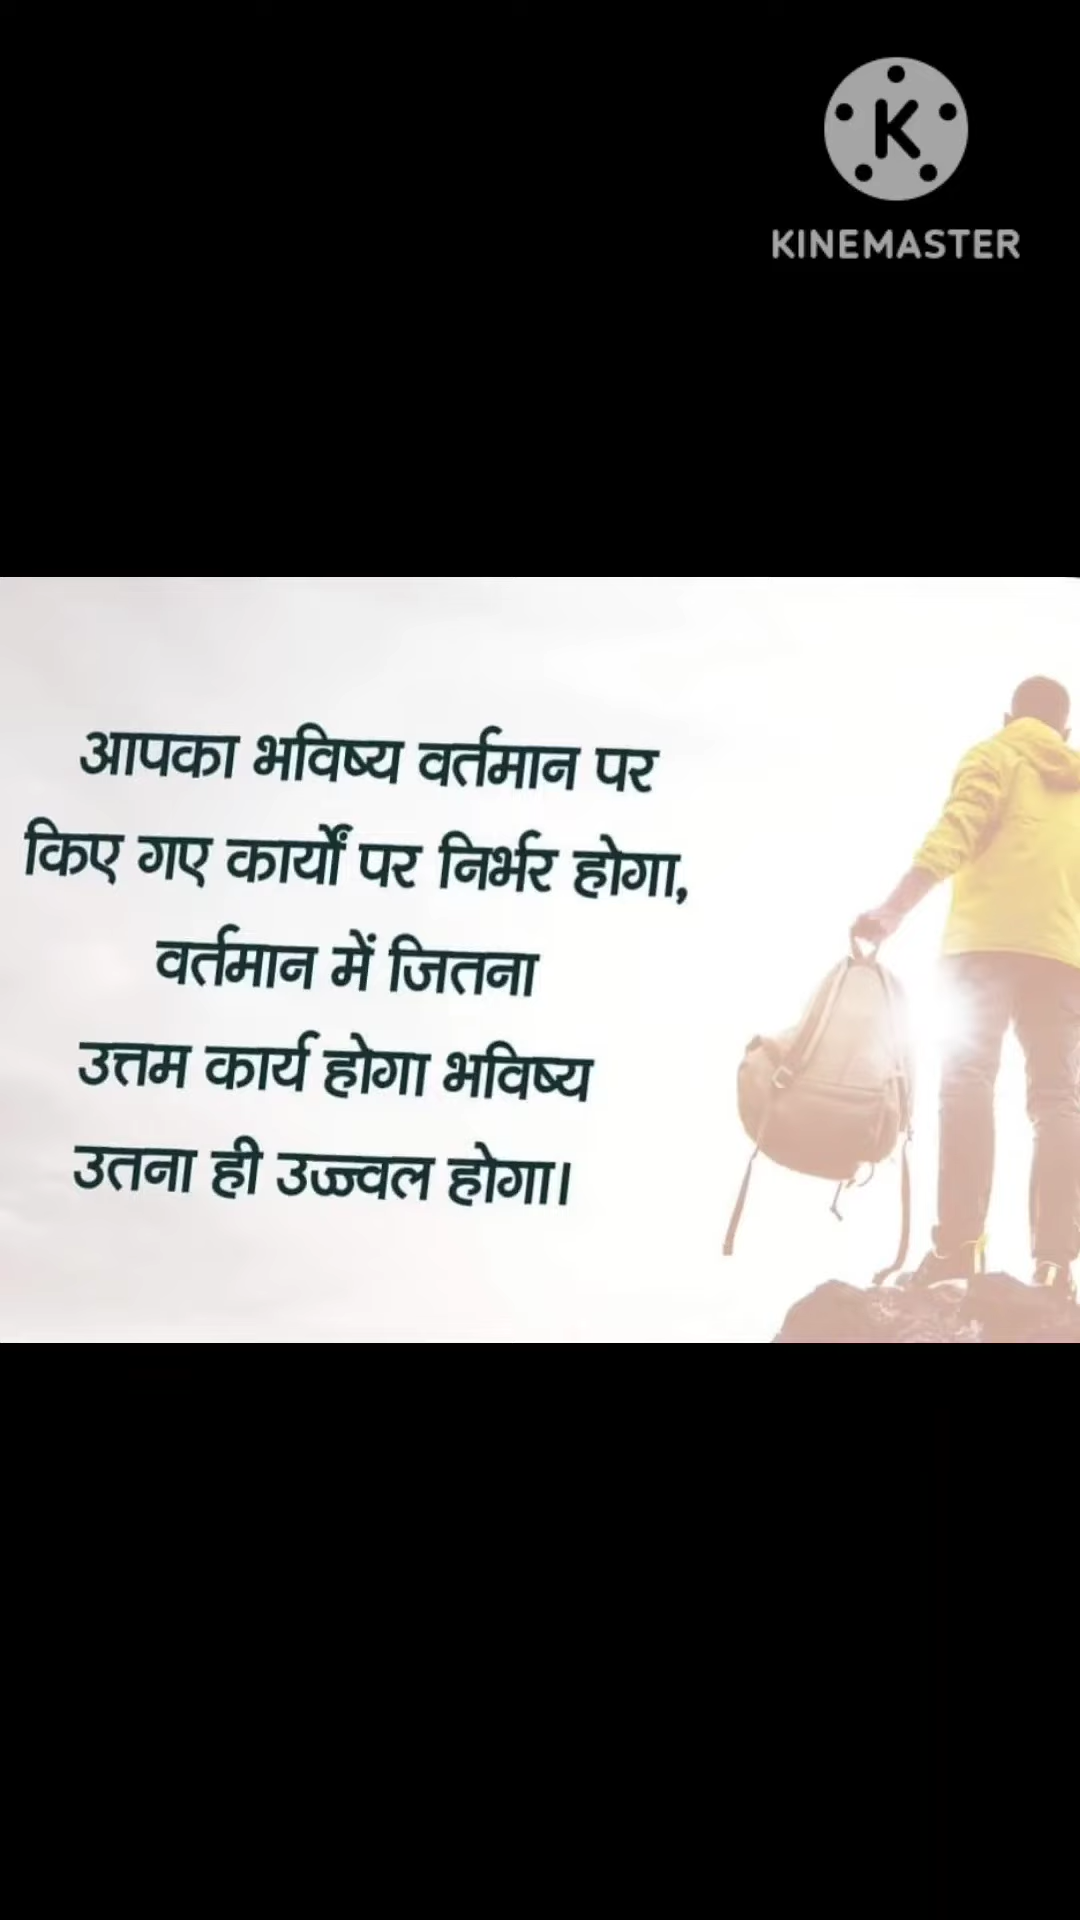 KINEMASTER
आपका भविष्य वर्तमान पर
किए गए कार्यों पर निर्भर होगा,
वर्तमान में जितना
उत्तम कार्य होगा भविष्य
उतना ही उज्ज्वल होगा।